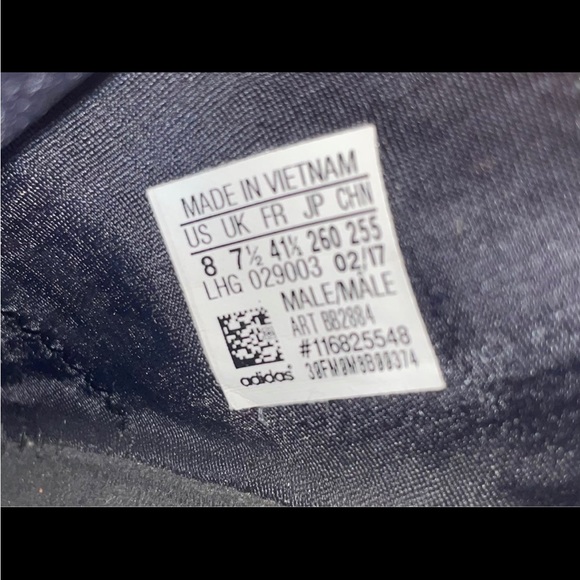 MADE IN VIETNAM
US UK FR JP CHN
8 7½ 41⅓ 260 255
LHG 029003 02/17
MALE/MÂLE
ART BB2884
#116825548
adidas®